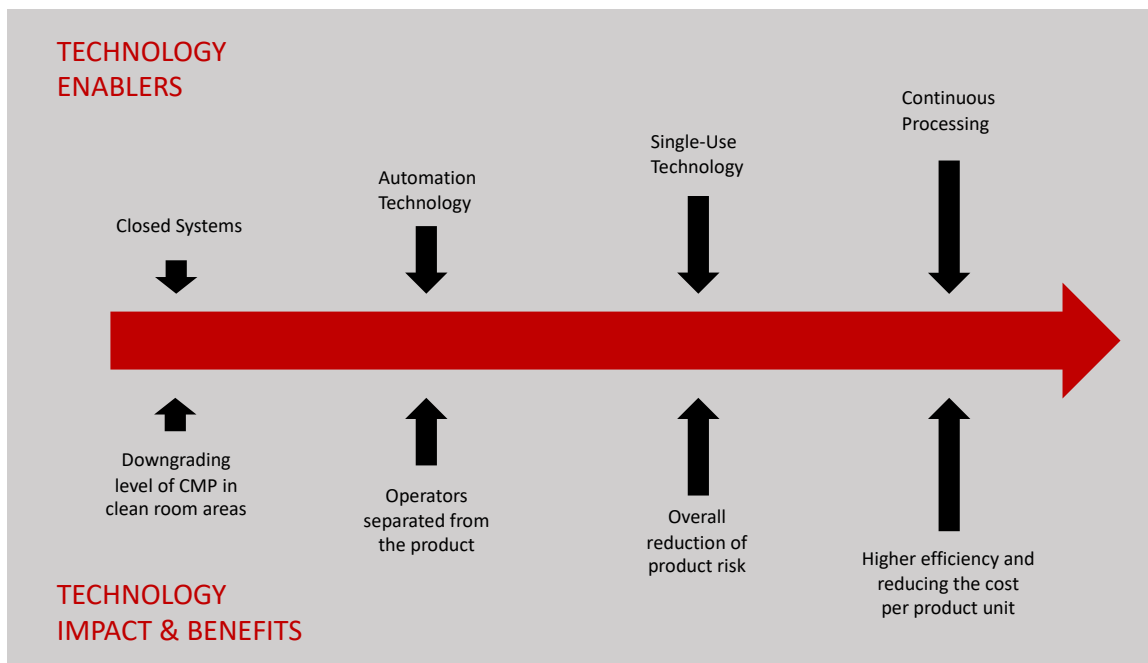 TECHNOLOGY
ENABLERS
Closed Systems
Automation
Technology
Single-Use
Technology
Continuous
Processing
Downgrading
level of CMP in
clean room areas
Operators
separated from
the product
Overall
reduction of
product risk
Higher efficiency and
reducing the cost
per product unit
TECHNOLOGY
IMPACT & BENEFITS